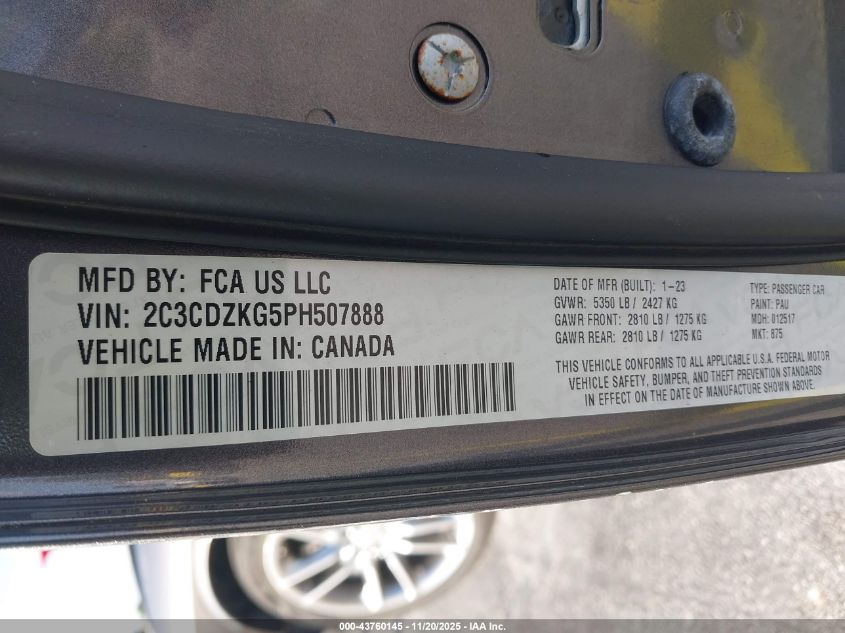 MFD BY: FCA US LLC
VIN: 2C3CDZKG5PH507888
VEHICLE MADE IN: CANADA
DATE OF MFR (BUILT): 1-23
GVWR: 5350 LB / 2427 KG
GAWR FRONT: 2810 LB / 1275 KG
GAWR REAR: 2810 LB / 1275 KG
TYPE: PASSENGER CAR
PAINT: PAU
MDH: 012517
MKT: 875
THIS VEHICLE CONFORMS TO ALL APPLICABLE U.S.A. FEDERAL MOTOR
VEHICLE SAFETY, BUMPER, AND THEFT PREVENTION STANDARDS
IN EFFECT ON THE DATE OF MANUFACTURE SHOWN ABOVE.
000-43760145 - 11/20/2025 - IAA Inc.